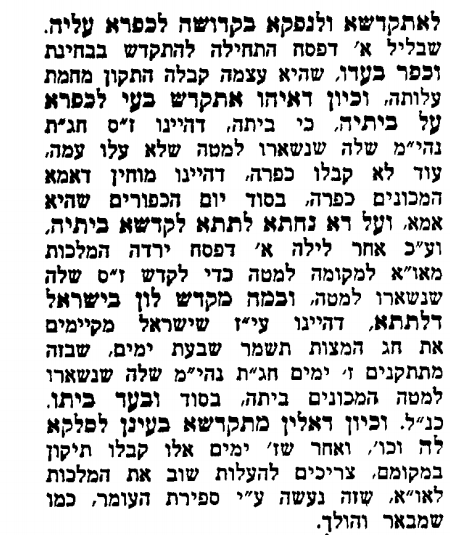 לאתקדשא ולנפקא בקדושה לכפרא עליה.
שבליל א׳ דפסח התחילה להתקדש בבחינת
וכפר בעדו, שהיא עצמה קבלה התקון מחמת
עלותה, וכיון דאיהו אתקדש בעי לכפרא
על ביתיה, כי ביתה, דהיינו ז״ס חג״ת
נהי״מ שלה שנשארו למטה שלא עלו עמה,
עוד לא קבלו כפרה, דהיינו מוחין דאמא
המכונים כפרה, בסוד יום הכפורים שהיא
אמא, ועל דא נחתא לתתא לקדשא ביתיה,
וע״כ אחר לילה א׳ דפסח ירדה המלכות
מאו״א למקומה למטה כדי לקדש ז״ס שלה
שנשארו למטה, ובמה מקדש לון בישראל
דלתתא, דהיינו עי״ז שישראל מקיימים
את חג המצות תשמר שבעת ימים, שבזה
מתתקנים ז׳ ימים חג״ת נהי״מ שלה שנשארו
למטה המכונים ביתה, בסוד ובעד ביתו.
כנ״ל. וכיון דאלין מתקדשא בעינן לסלקא
לה וכו׳, ואחר שז׳ ימים אלו קבלו תיקון
במקומם, צריכים להעלות שוב את המלכות
לאו״א, שזה נעשה ע״י ספירת העומר, כמו
שמבאר והולך.